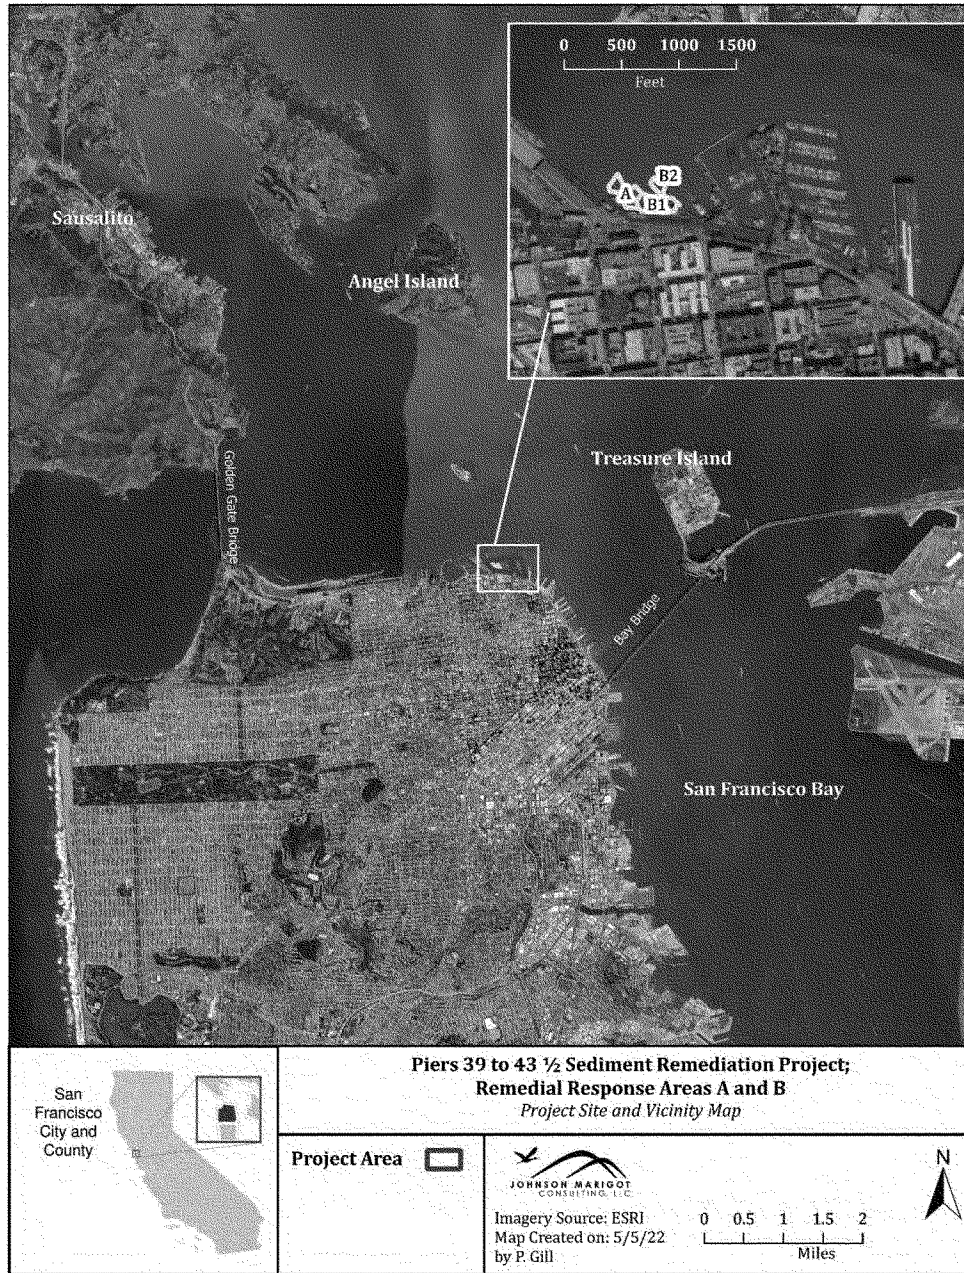 0 500 1000 1500
Feet
B2
A
B1
Sausalito
Angel Island
Treasure Island
Golden Gate Bridge
Bay Bridge
San Francisco Bay
Piers 39 to 43 ½ Sediment Remediation Project;
Remedial Response Areas A and B
Project Site and Vicinity Map
San
Francisco
City and
County
Project Area
JOHNSON MARIGOT
CONSULTING, LLC
Imagery Source: ESRI
Map Created on: 5/5/22
by P. Gill
0 0.5 1 1.5 2
Miles
N